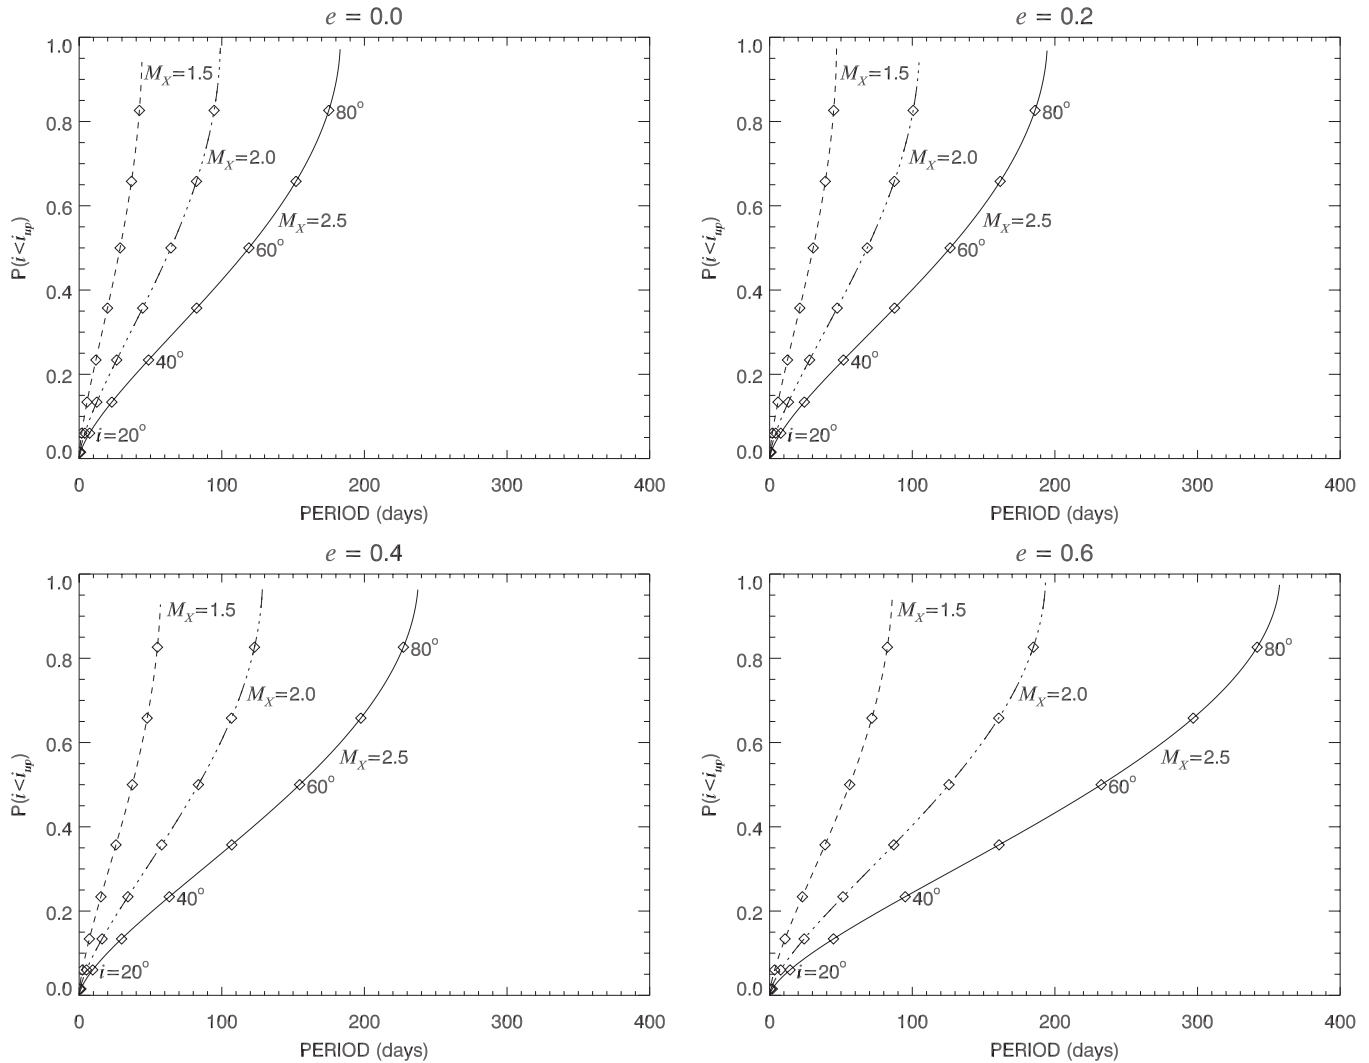 e = 0.0
1.0
0.8
0.6
0.4
0.2
0.0
P(i<i_up)
M_X=1.5
M_X=2.0
M_X=2.5
80°
60°
40°
i=20°
0 100 200 300 400
PERIOD (days)
e = 0.2
1.0
0.8
0.6
0.4
0.2
0.0
P(i<i_up)
M_X=1.5
M_X=2.0
M_X=2.5
80°
60°
40°
i=20°
0 100 200 300 400
PERIOD (days)
e = 0.4
1.0
0.8
0.6
0.4
0.2
0.0
P(i<i_up)
M_X=1.5
M_X=2.0
M_X=2.5
80°
60°
40°
i=20°
0 100 200 300 400
PERIOD (days)
e = 0.6
1.0
0.8
0.6
0.4
0.2
0.0
P(i<i_up)
M_X=1.5
M_X=2.0
M_X=2.5
80°
60°
40°
i=20°
0 100 200 300 400
PERIOD (days)